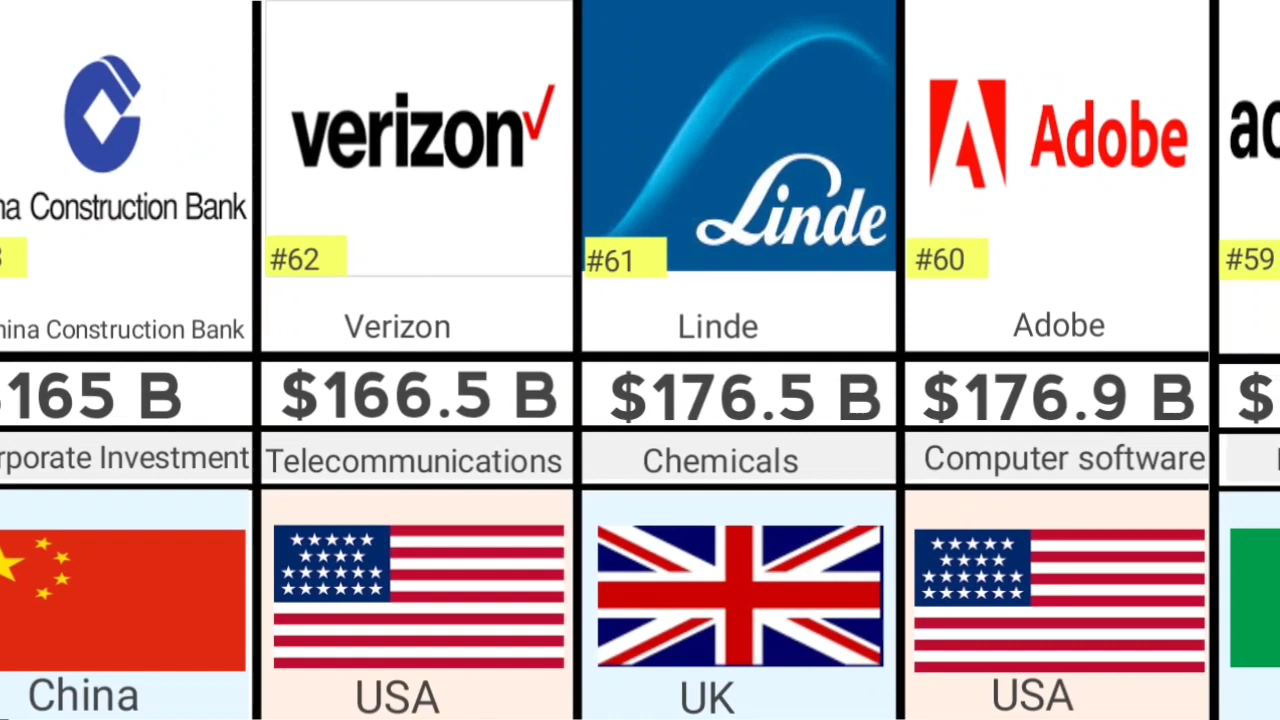 verizon
Linde
Adobe
na Construction Bank
#62
#61
#60
#59
hina Construction Bank
Verizon
Linde
Adobe
$165 B
$166.5 B
$176.5 B
$176.9 B
$
rporate Investment
Telecommunications
Chemicals
Computer software
China
USA
UK
USA